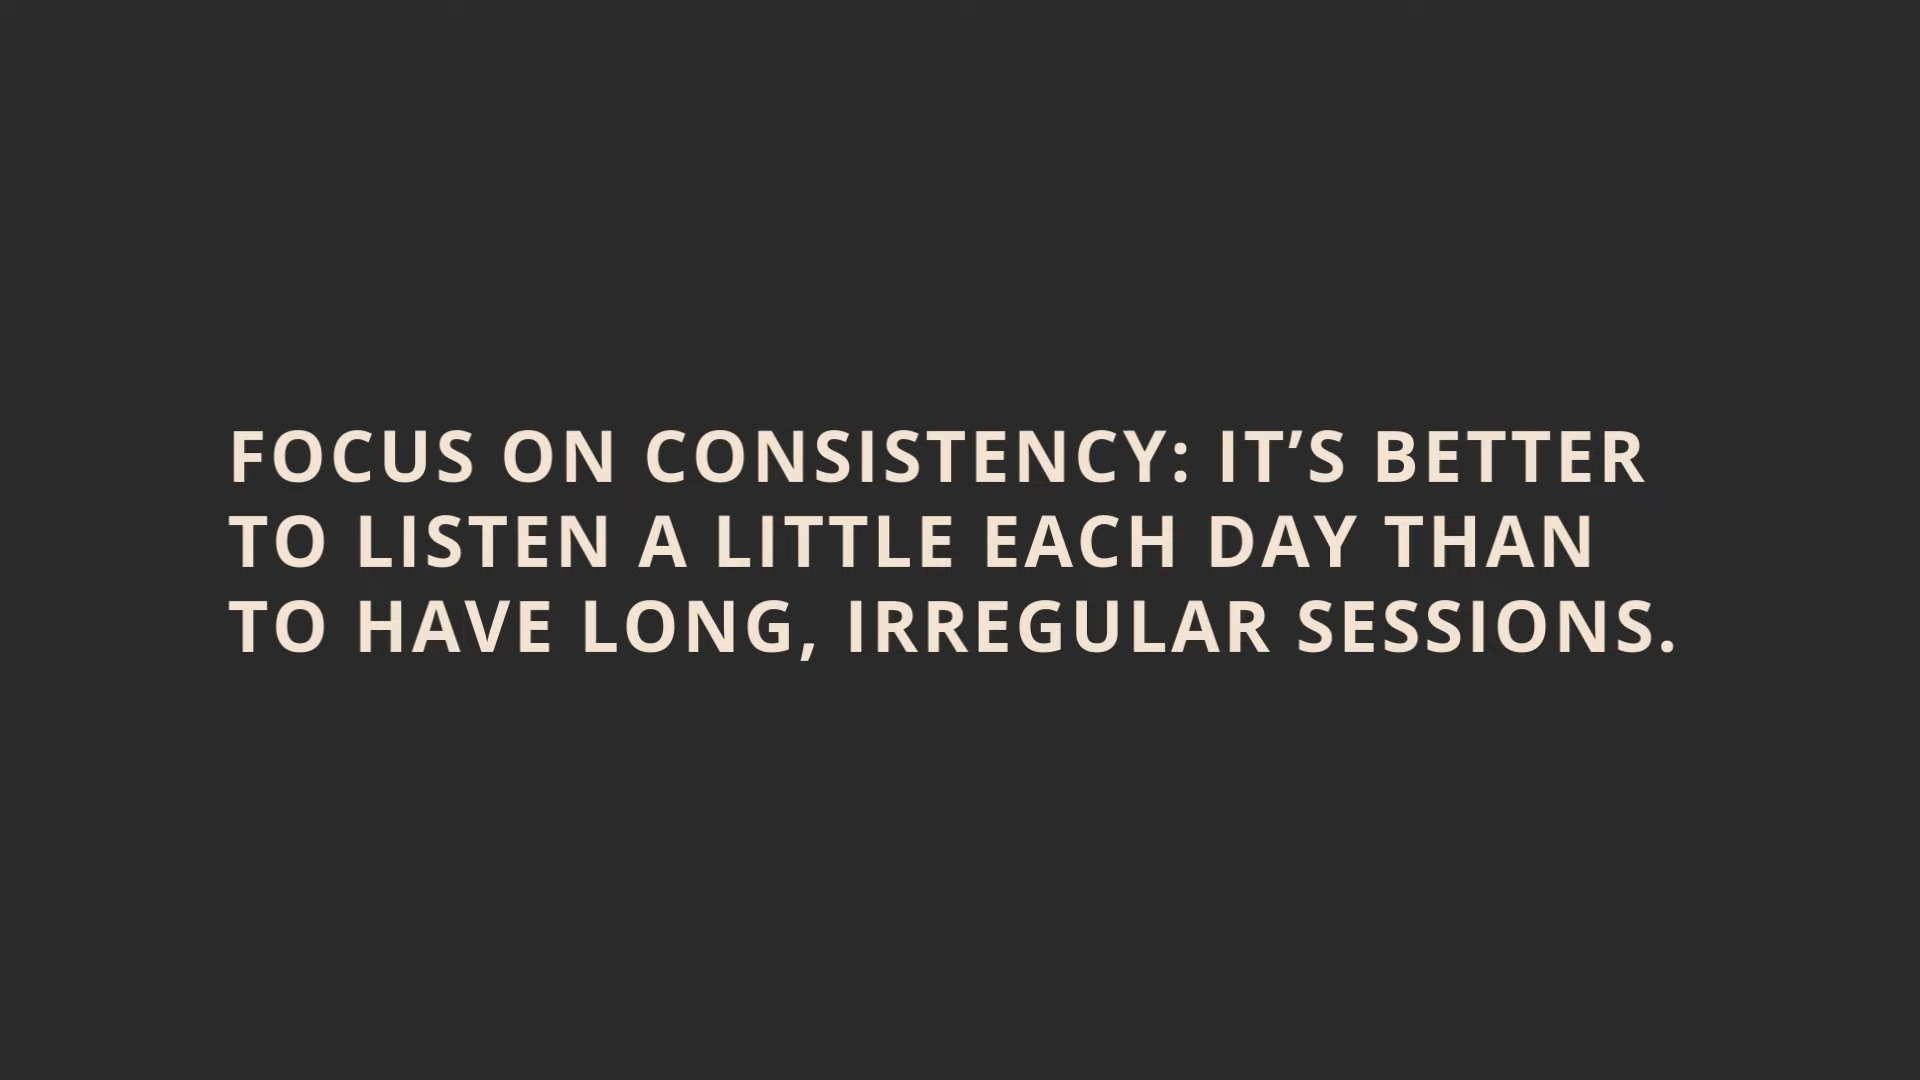 FOCUS ON CONSISTENCY: IT’S BETTER
TO LISTEN A LITTLE EACH DAY THAN
TO HAVE LONG, IRREGULAR SESSIONS.